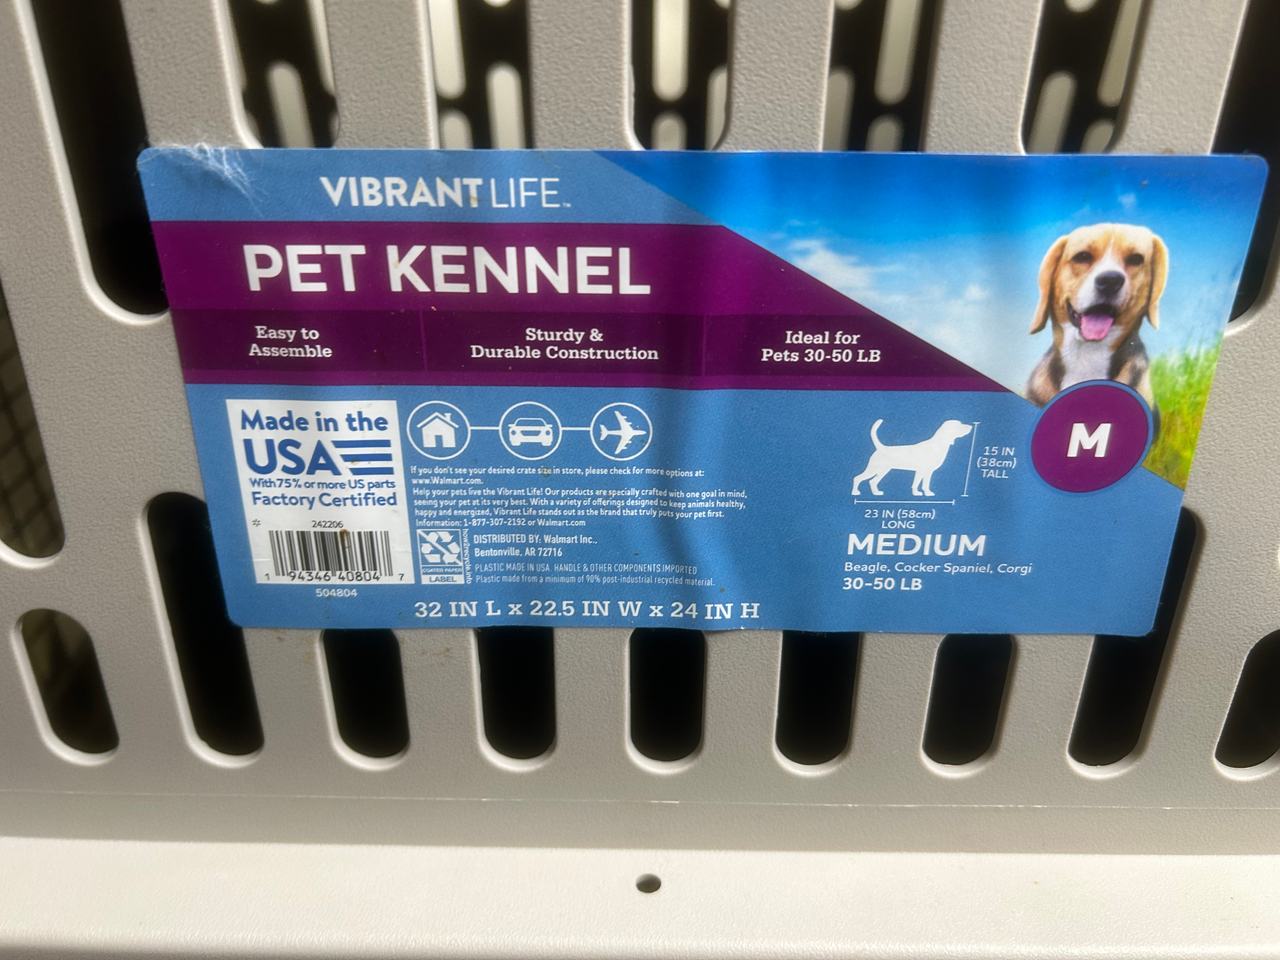 VIBRANT LIFE™
PET KENNEL
Easy to
Assemble
Sturdy &
Durable Construction
Ideal for
Pets 30-50 LB
Made in the
USA
With 75% or more US parts
Factory Certified
242206
1 94346 40804 7
504804
If you don't see your desired crate size in store, please check for more options at:
www.Walmart.com.
Help your pets live the Vibrant Life! Our products are specially crafted with one goal in mind,
seeing your pet at its very best. With a variety of offerings designed to keep animals healthy,
happy and energized, Vibrant Life stands out as the brand that truly puts your pet first.
Information: 1-877-307-2192 or Walmart.com
COATED PAPER
LABEL
how2recycle.info
DISTRIBUTED BY: Walmart Inc.,
Bentonville, AR 72716
PLASTIC MADE IN USA. HANDLE & OTHER COMPONENTS IMPORTED
Plastic made from a minimum of 90% post-industrial recycled material.
32 IN L x 22.5 IN W x 24 IN H
M
15 IN
(38cm)
TALL
23 IN (58cm)
LONG
MEDIUM
Beagle, Cocker Spaniel, Corgi
30-50 LB